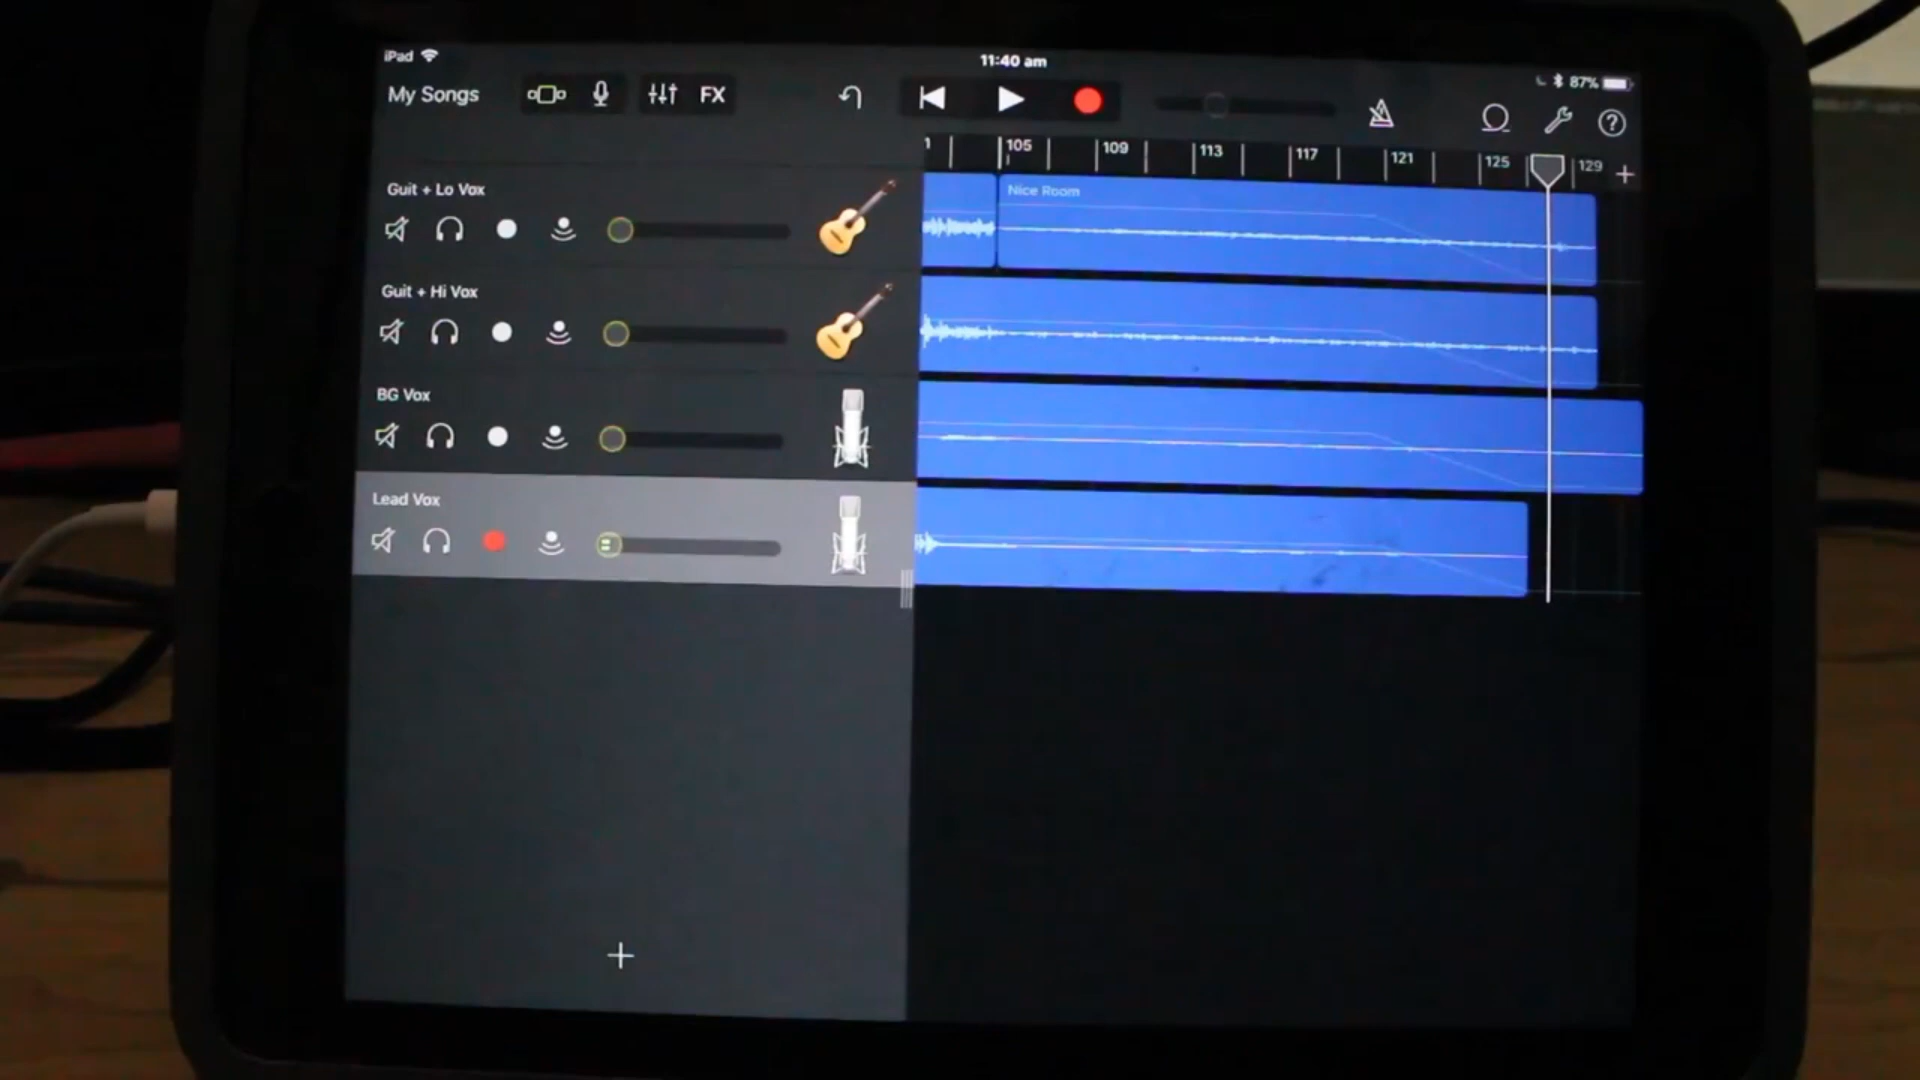 iPad
11:40 am
87%
My Songs
FX
1 105 109 113 117 121 125 129
Guit + Lo Vox
Nice Room
Guit + Hi Vox
BG Vox
Lead Vox